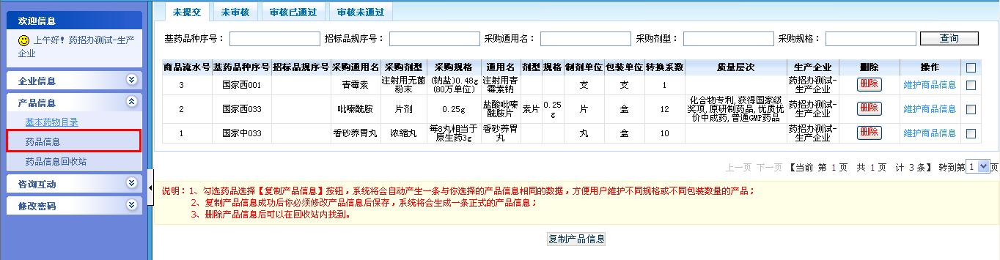 欢迎信息
上午好！药招办测试-生产
企业
企业信息
产品信息
基本药物目录
药品信息
药品信息回收站
咨询互动
修改密码
未提交 未审核 审核已通过 审核未通过
基药品种序号： 招标品规序号： 采购通用名： 采购剂型： 采购规格： 查询
商品流水号 基药品种序号 招标品规序号 采购通用名 采购剂型 采购规格 通用名 剂型 规格 制剂单位 包装单位 转换系数 质量层次 生产企业 删除 操作
3 国家西001 青霉素 注射用无菌粉末 (钠盐)0.48g(80万单位) 注射用青霉素钠 支 支 1 药招办测试-生产企业 删除 维护商品信息
2 国家西033 吡嗪酰胺 片剂 0.25g 盐酸吡嗪酰胺片 素片 0.25g 片 盒 12 化合物专利,获得国家级奖项,原研制药品,优质优价中成药,普通GMP药品 药招办测试-生产企业 删除 维护商品信息
1 国家中033 香砂养胃丸 浓缩丸 每8丸相当于原生药3g 香砂养胃丸 丸 盒 10 药招办测试-生产企业 删除 维护商品信息
上一页 下一页 【当前 第 1 页 共 1 页 计 3 条】 转到第 1 页
说明：1、勾选药品选择【复制产品信息】按钮，系统将会自动产生一条与你选择的产品信息相同的数据，方便用户维护不同规格或不同包装数量的产品；
2、复制产品信息成功后你必须修改产品信息后保存，系统将会生成一条正式的产品信息；
3、删除产品信息后可以在回收站内找到。
复制产品信息